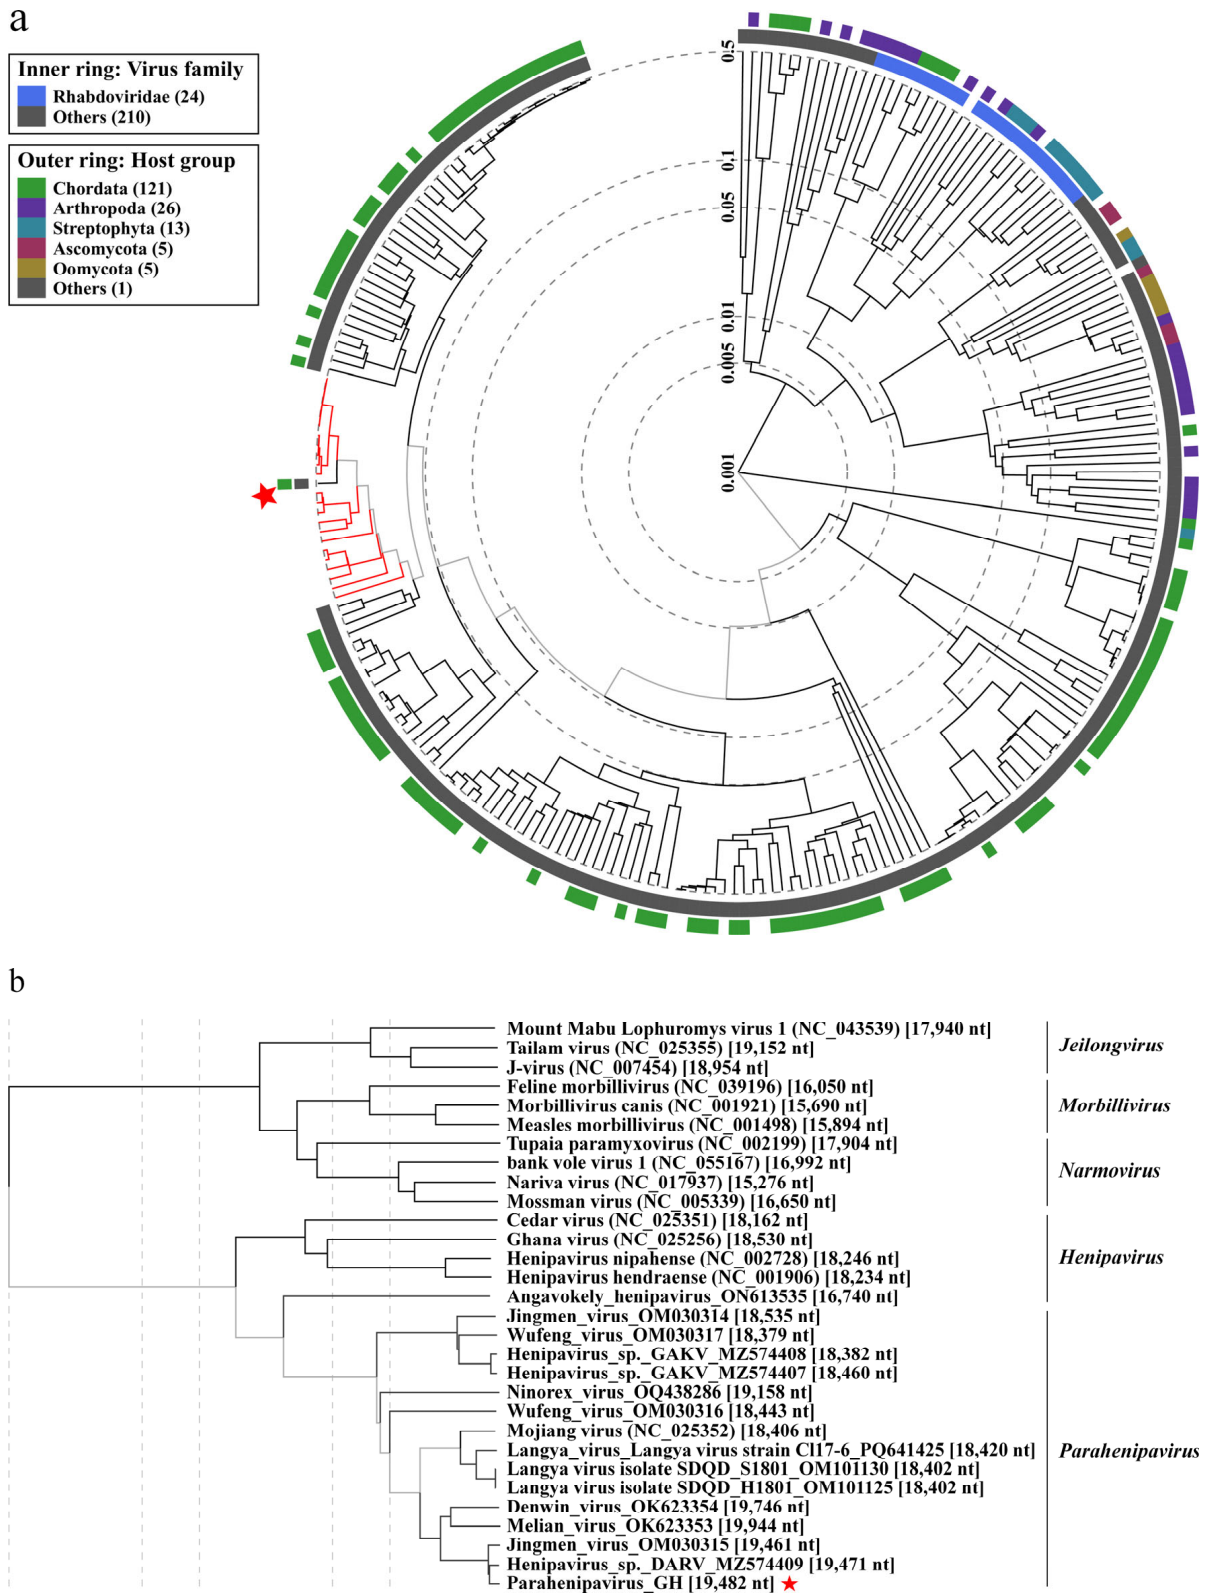 a
Inner ring: Virus family
Rhabdoviridae (24)
Others (210)
Outer ring: Host group
Chordata (121)
Arthropoda (26)
Streptophyta (13)
Ascomycota (5)
Oomycota (5)
Others (1)
0.5
0.1
0.05
0.01
0.005
0.001
b
Mount Mabu Lophuromys virus 1 (NC_043539) [17,940 nt]
Tailam virus (NC_025355) [19,152 nt]
J-virus (NC_007454) [18,954 nt]
Jeilongvirus
Feline morbillivirus (NC_039196) [16,050 nt]
Morbillivirus canis (NC_001921) [15,690 nt]
Measles morbillivirus (NC_001498) [15,894 nt]
Morbillivirus
Tupaia paramyxovirus (NC_002199) [17,904 nt]
bank vole virus 1 (NC_055167) [16,992 nt]
Nariva virus (NC_017937) [15,276 nt]
Mossman virus (NC_005339) [16,650 nt]
Narmovirus
Cedar virus (NC_025351) [18,162 nt]
Ghana virus (NC_025256) [18,530 nt]
Henipavirus nipahense (NC_002728) [18,246 nt]
Henipavirus hendraense (NC_001906) [18,234 nt]
Angavokely_henipavirus_ON613535 [16,740 nt]
Henipavirus
Jingmen_virus_OM030314 [18,535 nt]
Wufeng_virus_OM030317 [18,379 nt]
Henipavirus_sp._GAKV_MZ574408 [18,382 nt]
Henipavirus_sp._GAKV_MZ574407 [18,460 nt]
Ninorex_virus_OQ438286 [19,158 nt]
Wufeng_virus_OM030316 [18,443 nt]
Mojiang virus (NC_025352) [18,406 nt]
Langya_virus_Langya virus strain Cl17-6_PQ641425 [18,420 nt]
Langya virus isolate SDQD_S1801_OM101130 [18,402 nt]
Langya virus isolate SDQD_H1801_OM101125 [18,402 nt]
Denwin_virus_OK623354 [19,746 nt]
Melian_virus_OK623353 [19,944 nt]
Jingmen_virus_OM030315 [19,461 nt]
Henipavirus_sp._DARV_MZ574409 [19,471 nt]
Parahenipavirus_GH [19,482 nt]
Parahenipavirus